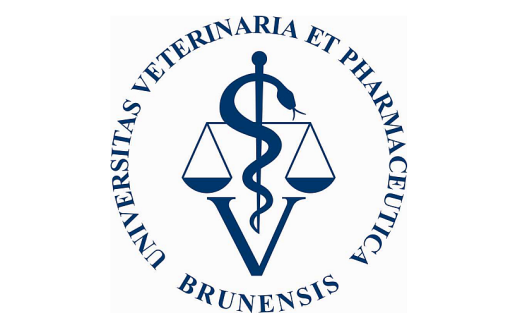 UNIVERSITAS VETERINARIA ET PHARMACEUTICA
BRUNENSIS
V